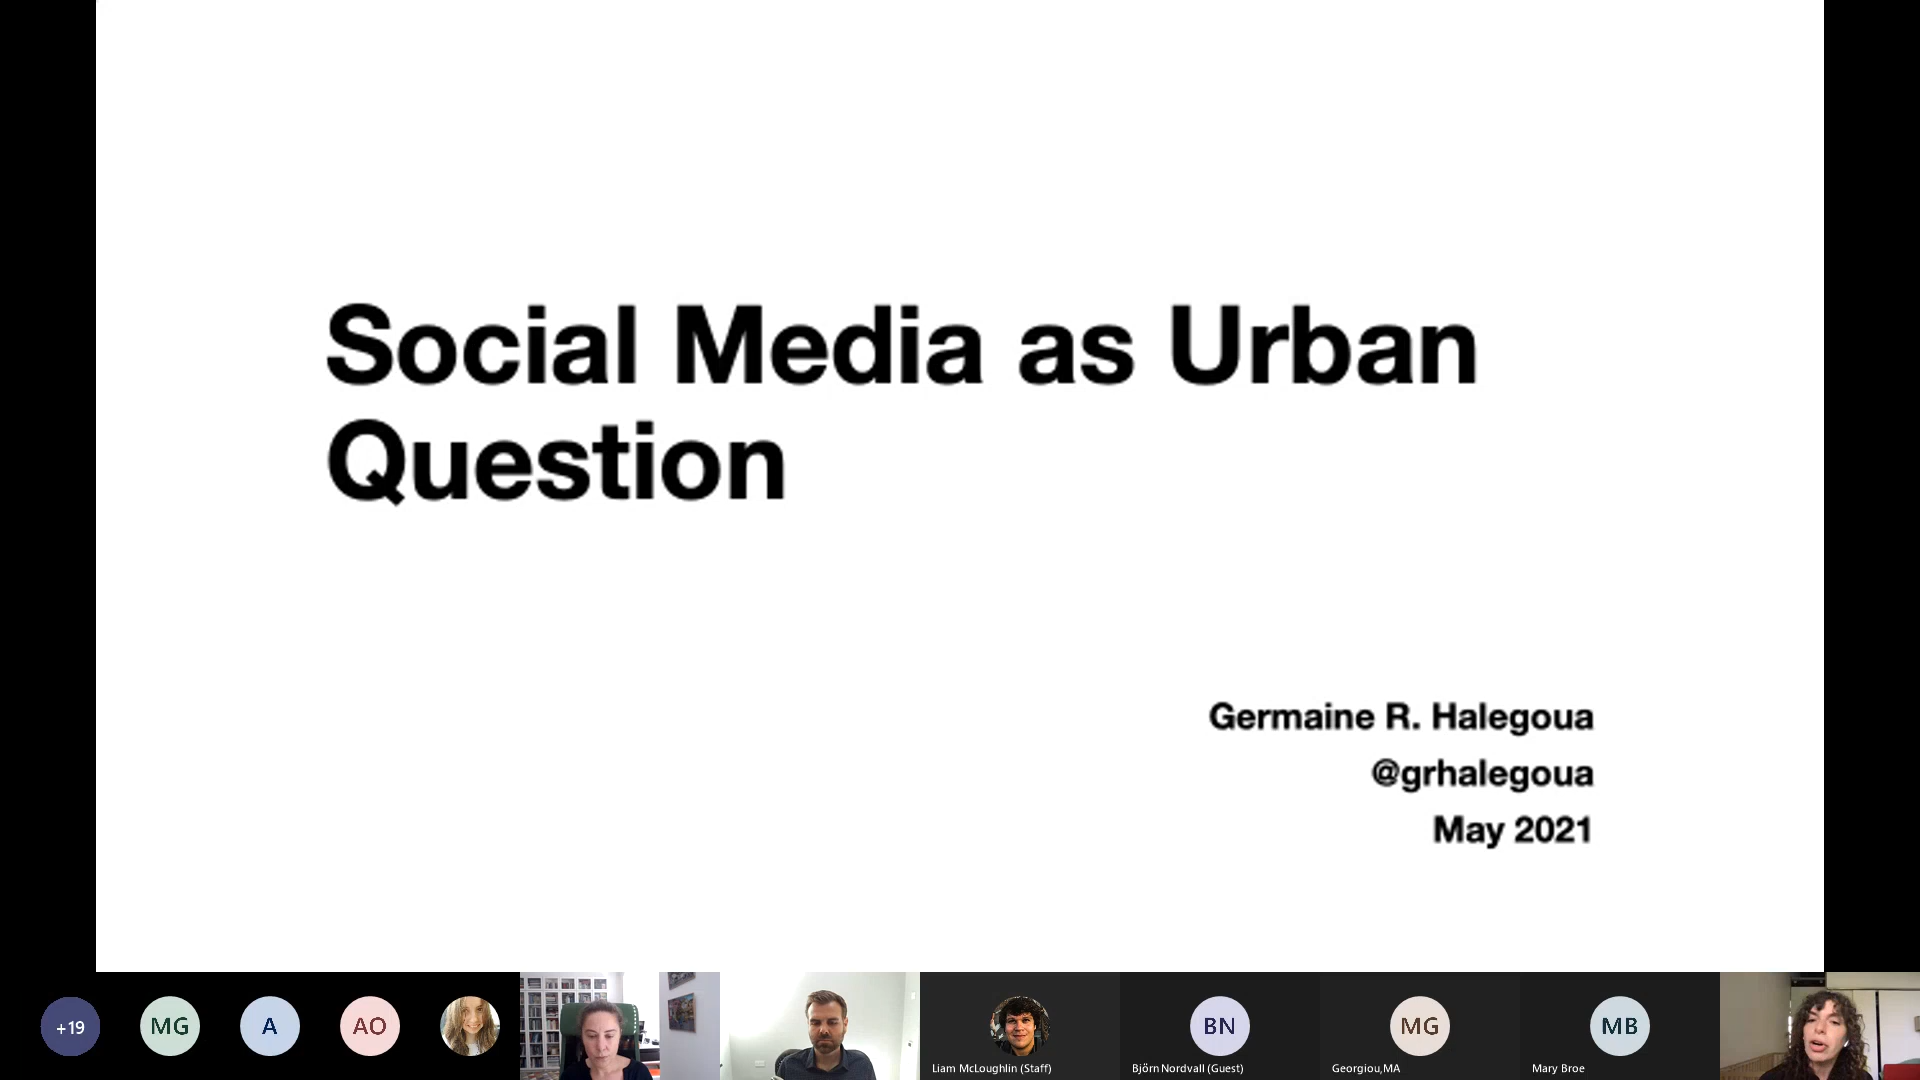 Social Media as Urban
Question
Germaine R. Halegoua
@grhalegoua
May 2021
+19
MG
A
AO
Liam McLoughlin (Staff)
BN
Björn Nordvall (Guest)
MG
Georgiou,MA
MB
Mary Broe